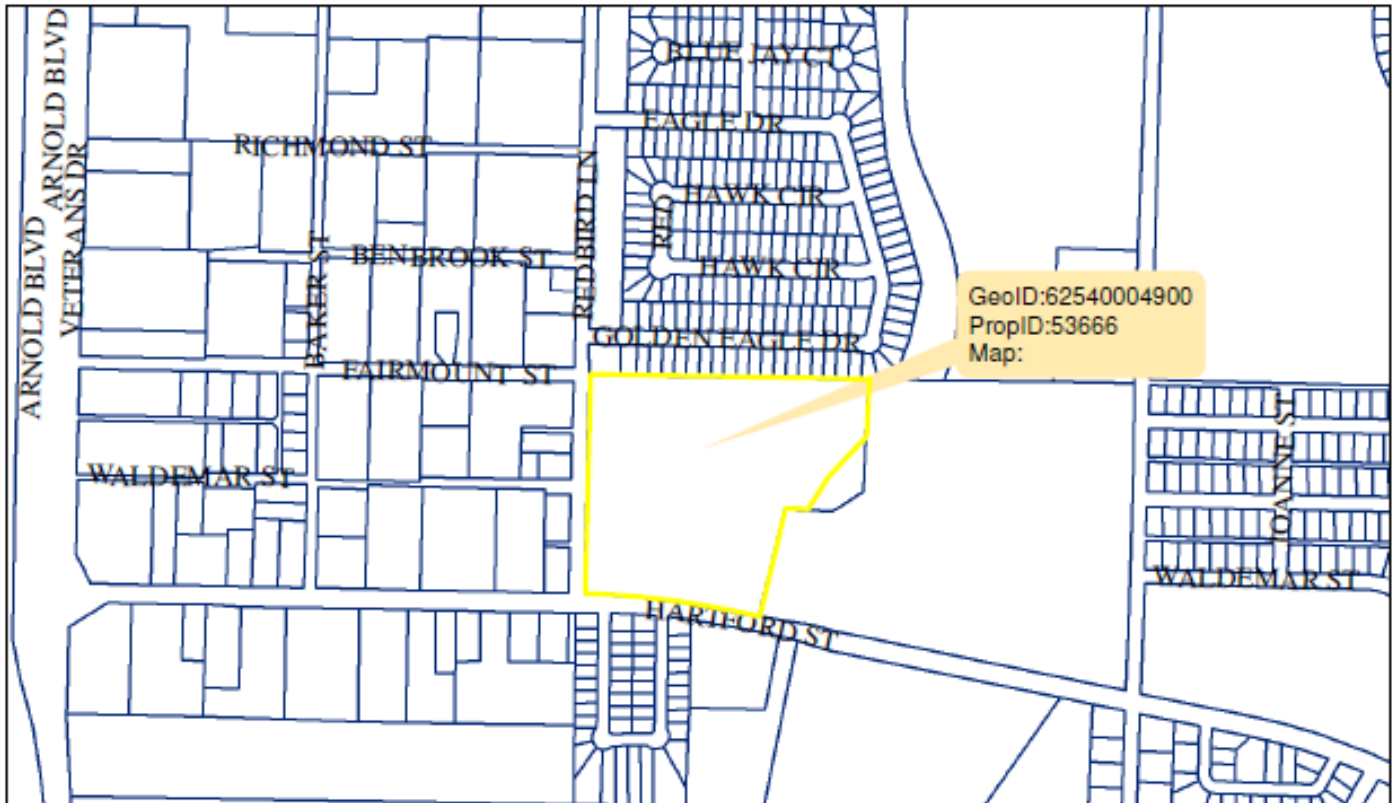 ARNOLD BLVD
BLUE JAY CT
EAGLE DR
RICHMOND ST
VETERANS DR
REDBIRD LN
HAWK CIR
RED
ARNOLD BLVD
BAKER ST
BENBROOK ST
HAWK CIR
GeoID:62540004900
PropID:53666
Map:
GOLDEN EAGLE DR
FAIRMOUNT ST
JOANNE ST
WALDEMAR ST
WALDEMAR ST
HARTFORD ST